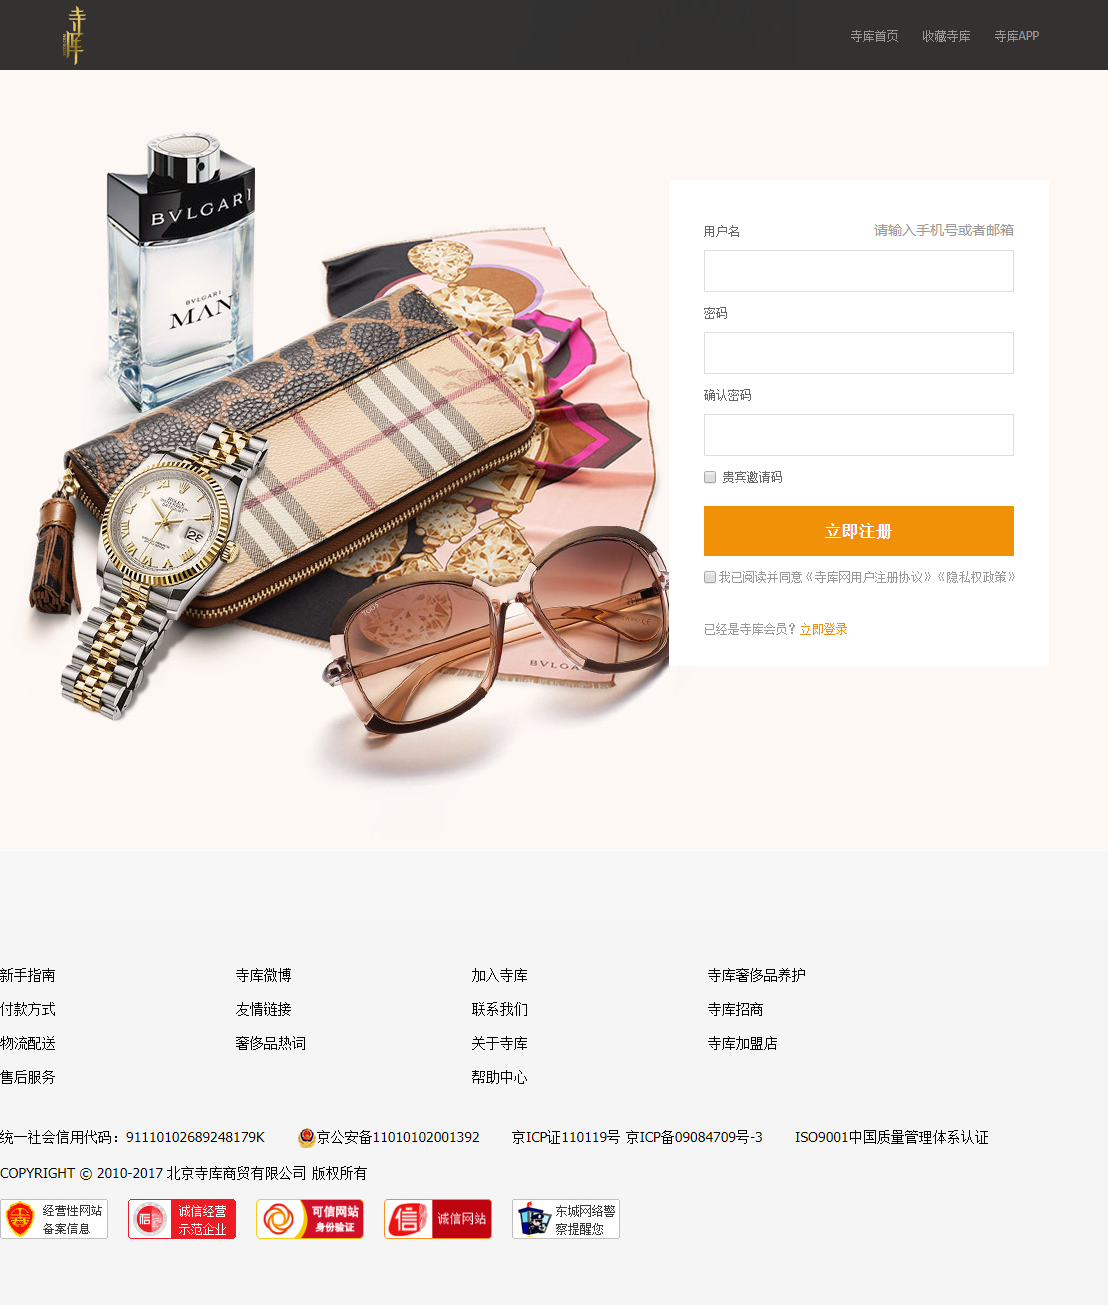 寺库
寺库首页 收藏寺库 寺库APP
BVLGARI
BVLGARI
MAN
用户名 请输入手机号或者邮箱
密码
确认密码
贵宾邀请码
立即注册
我已阅读并同意《寺库网用户注册协议》《隐私权政策》
已经是寺库会员？立即登录
ROLEX
TOUS
BVLGA
新手指南 寺库微博 加入寺库 寺库奢侈品养护
付款方式 友情链接 联系我们 寺库招商
物流配送 奢侈品热词 关于寺库 寺库加盟店
售后服务 帮助中心
统一社会信用代码：91110102689248179K 京公安备11010102001392 京ICP证110119号 京ICP备09084709号-3 ISO9001中国质量管理体系认证
COPYRIGHT © 2010-2017 北京寺库商贸有限公司 版权所有
经营性网站
备案信息
信
诚信经营
示范企业
可信网站
身份验证
信
诚信网站
东城网络警
察提醒您